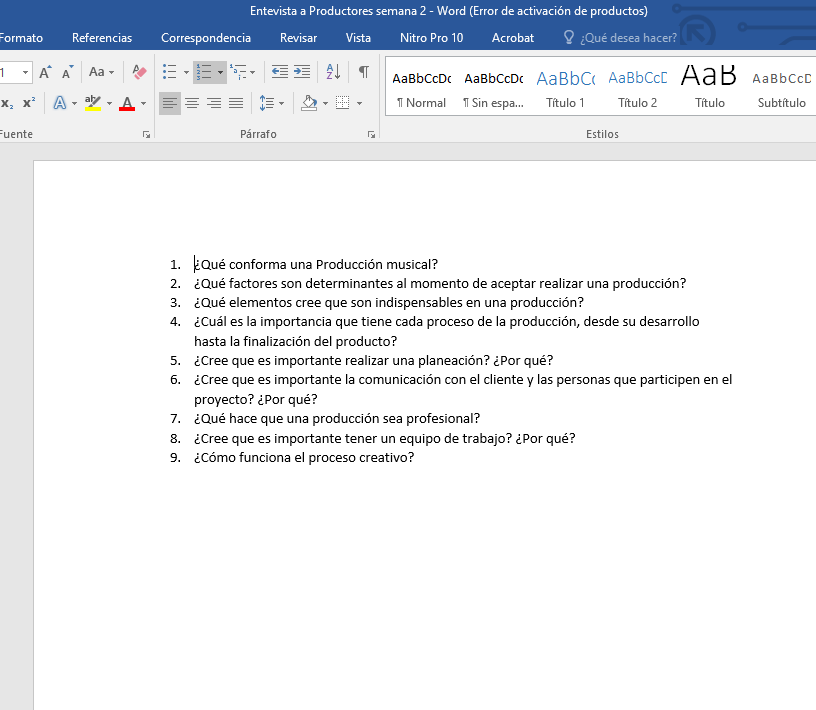 Entevista a Productores semana 2 - Word (Error de activación de productos)
Formato Referencias Correspondencia Revisar Vista Nitro Pro 10 Acrobat ¿Qué desea hacer?
AaBbCcDc AaBbCcDc AaBbC AaBbCcD AaB AaBbCcD
¶ Normal ¶ Sin espa... Título 1 Título 2 Título Subtítulo
Fuente Párrafo Estilos
1. ¿Qué conforma una Producción musical?
2. ¿Qué factores son determinantes al momento de aceptar realizar una producción?
3. ¿Qué elementos cree que son indispensables en una producción?
4. ¿Cuál es la importancia que tiene cada proceso de la producción, desde su desarrollo
hasta la finalización del producto?
5. ¿Cree que es importante realizar una planeación? ¿Por qué?
6. ¿Cree que es importante la comunicación con el cliente y las personas que participen en el
proyecto? ¿Por qué?
7. ¿Qué hace que una producción sea profesional?
8. ¿Cree que es importante tener un equipo de trabajo? ¿Por qué?
9. ¿Cómo funciona el proceso creativo?